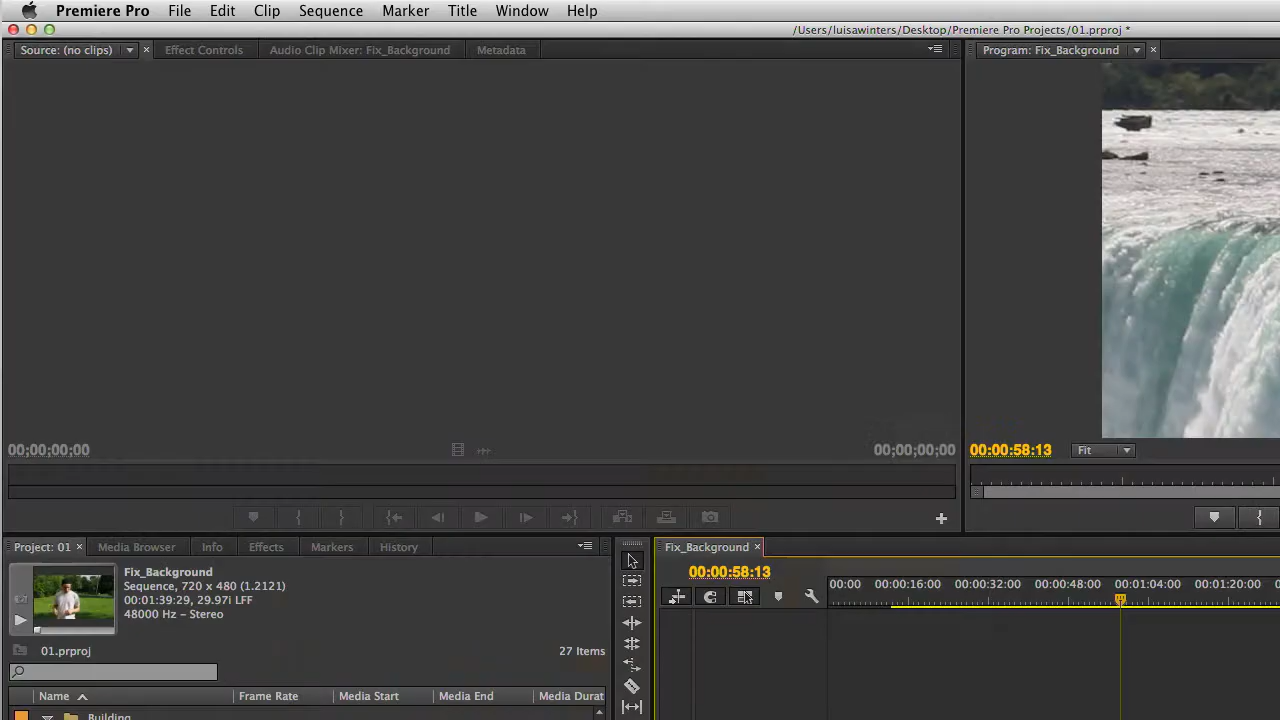 Premiere Pro File Edit Clip Sequence Marker Title Window Help
/Users/luisawinters/Desktop/Premiere Pro Projects/01.prproj *
Source: (no clips) Effect Controls Audio Clip Mixer: Fix_Background Metadata
Program: Fix_Background
00;00;00;00
00;00;00;00
00:00:58:13 Fit
Project: 01 Media Browser Info Effects Markers History
Fix_Background
Sequence, 720 x 480 (1.2121)
00:01:39:29, 29.97i LFF
48000 Hz – Stereo
01.prproj 27 Items
Name Frame Rate Media Start Media End Media Durat
Building
Fix_Background
00:00:58:13
00:00 00:00:16:00 00:00:32:00 00:00:48:00 00:01:04:00 00:01:20:00